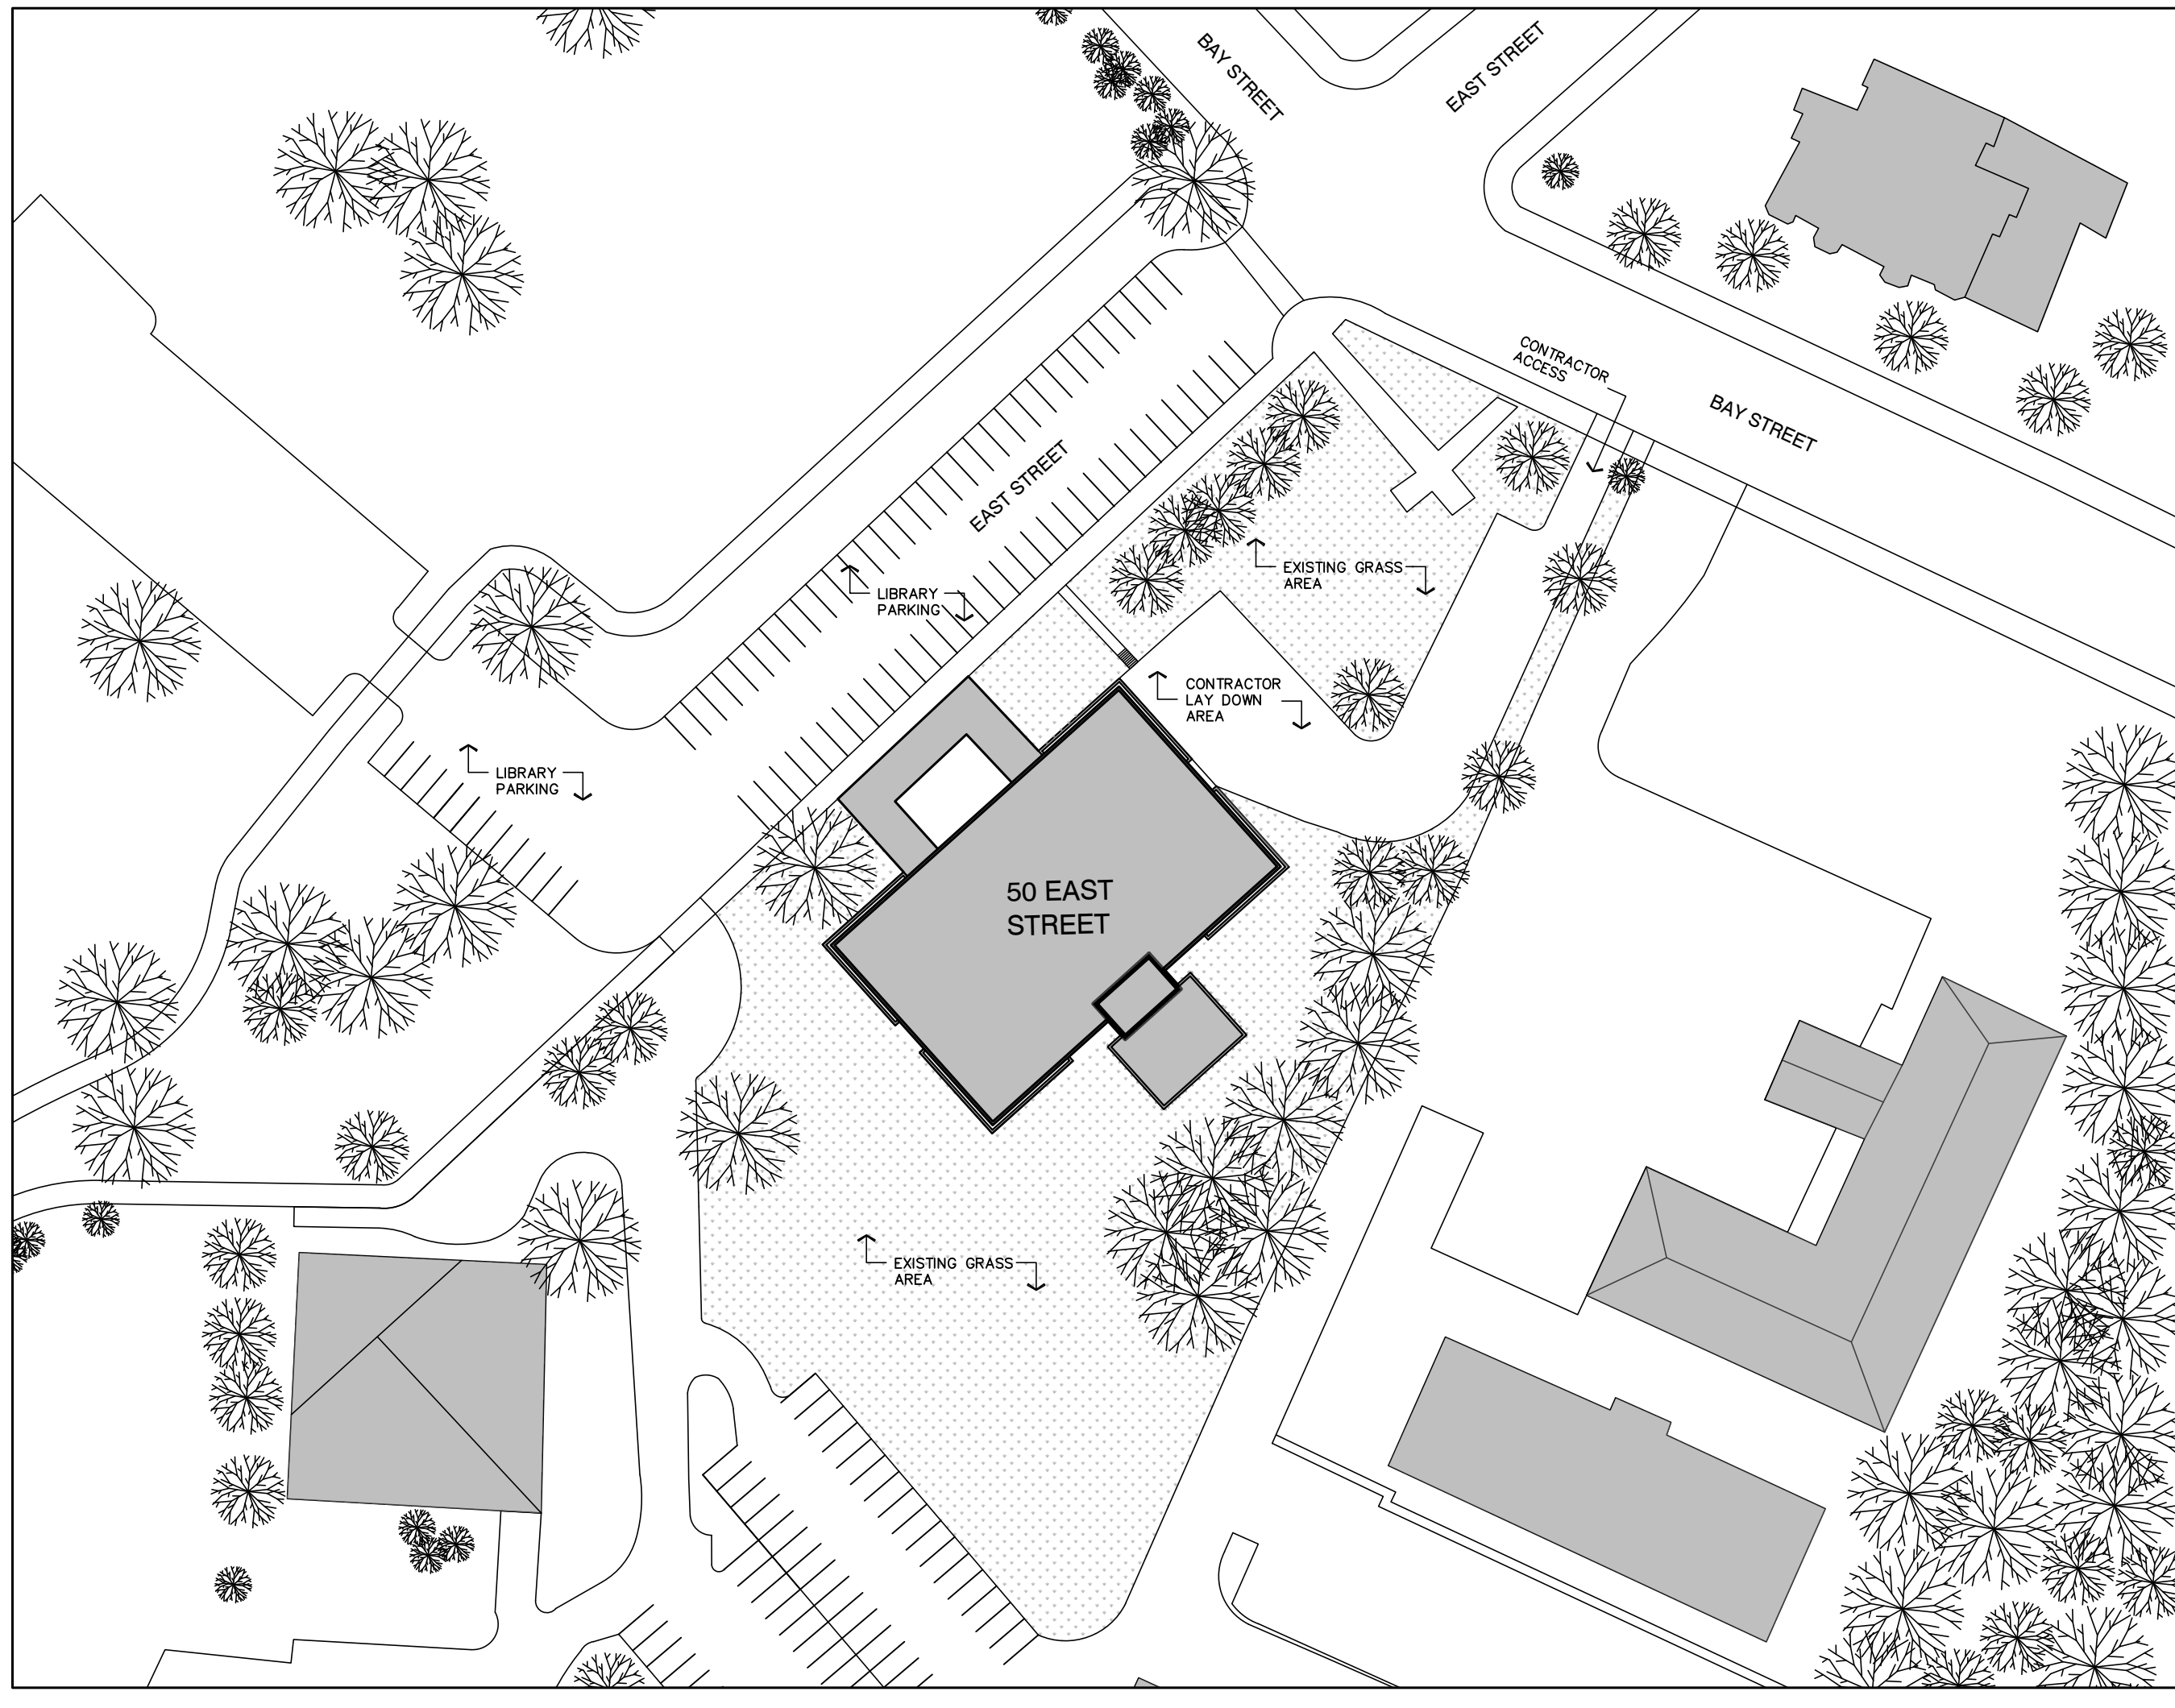 BAY STREET
EAST STREET
CONTRACTOR
ACCESS
BAY STREET
EAST STREET
EXISTING GRASS
AREA
LIBRARY
PARKING
CONTRACTOR
LAY DOWN
AREA
LIBRARY
PARKING
50 EAST
STREET
EXISTING GRASS
AREA